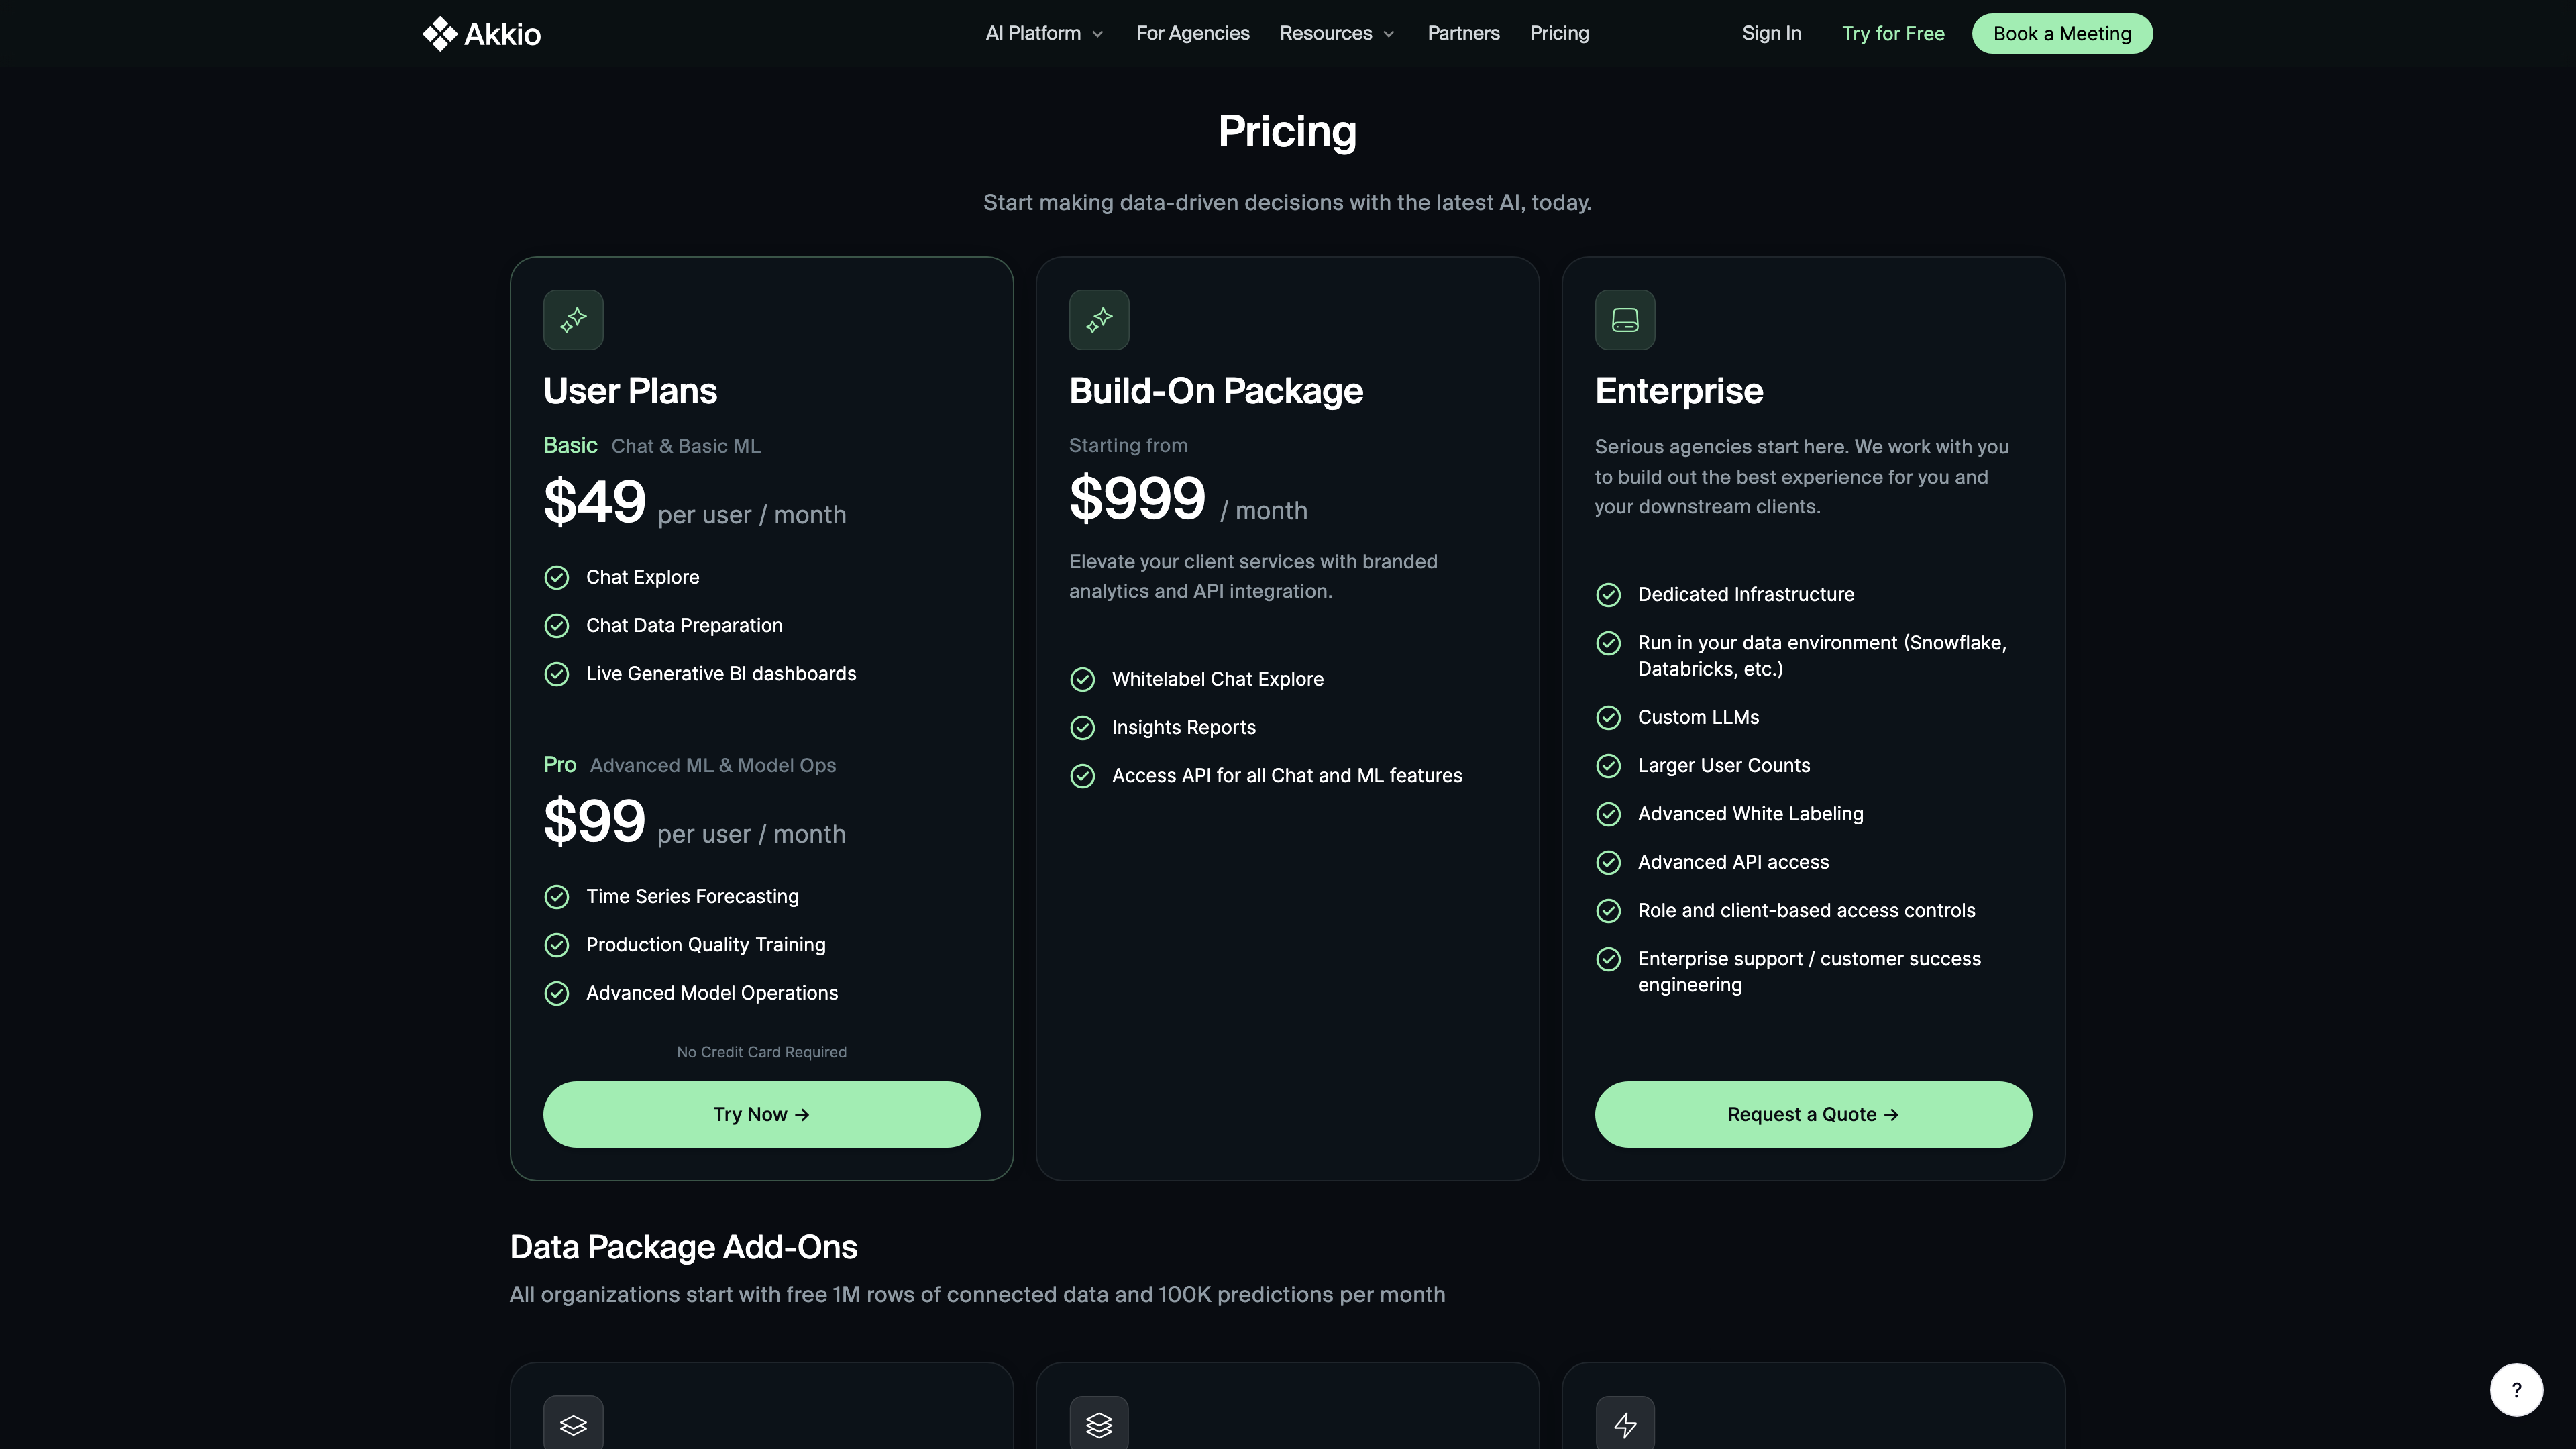 Akkio
AI Platform
For Agencies
Resources
Partners
Pricing
Sign In
Try for Free
Book a Meeting
Pricing
Start making data-driven decisions with the latest AI, today.
User Plans
Basic Chat & Basic ML
$49 per user / month
Chat Explore
Chat Data Preparation
Live Generative BI dashboards
Pro Advanced ML & Model Ops
$99 per user / month
Time Series Forecasting
Production Quality Training
Advanced Model Operations
No Credit Card Required
Try Now →
Build-On Package
Starting from
$999 / month
Elevate your client services with branded
analytics and API integration.
Whitelabel Chat Explore
Insights Reports
Access API for all Chat and ML features
Enterprise
Serious agencies start here. We work with you
to build out the best experience for you and
your downstream clients.
Dedicated Infrastructure
Run in your data environment (Snowflake,
Databricks, etc.)
Custom LLMs
Larger User Counts
Advanced White Labeling
Advanced API access
Role and client-based access controls
Enterprise support / customer success
engineering
Request a Quote →
Data Package Add-Ons
All organizations start with free 1M rows of connected data and 100K predictions per month
?